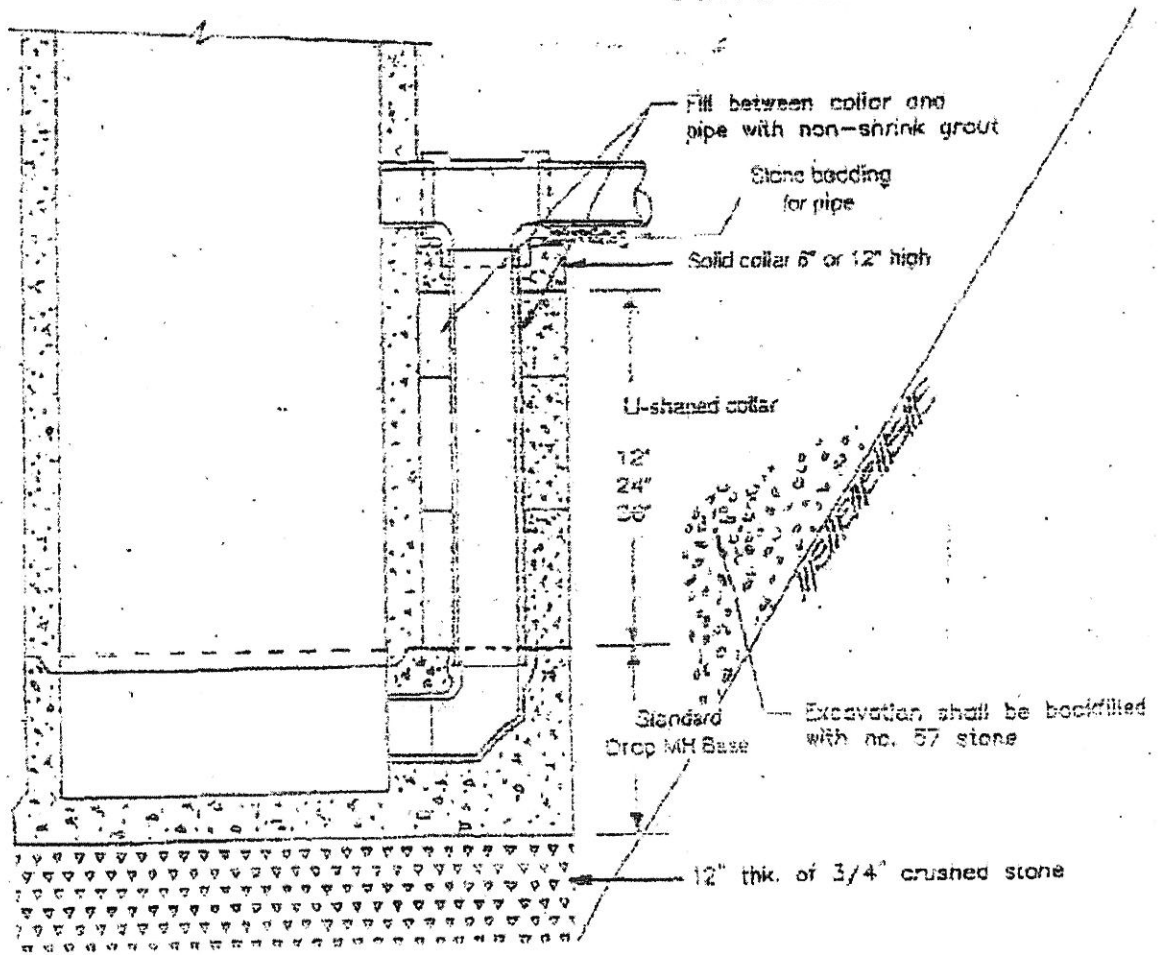 Fill between collar and
pipe with non-shrink grout
Stone bedding
for pipe
Solid collar 6" or 12" high
U-shaped collar
12"
24"
36"
Standard
Drop MH Base
Excavation shall be backfilled
with no. 57 stone
12" thk. of 3/4" crushed stone